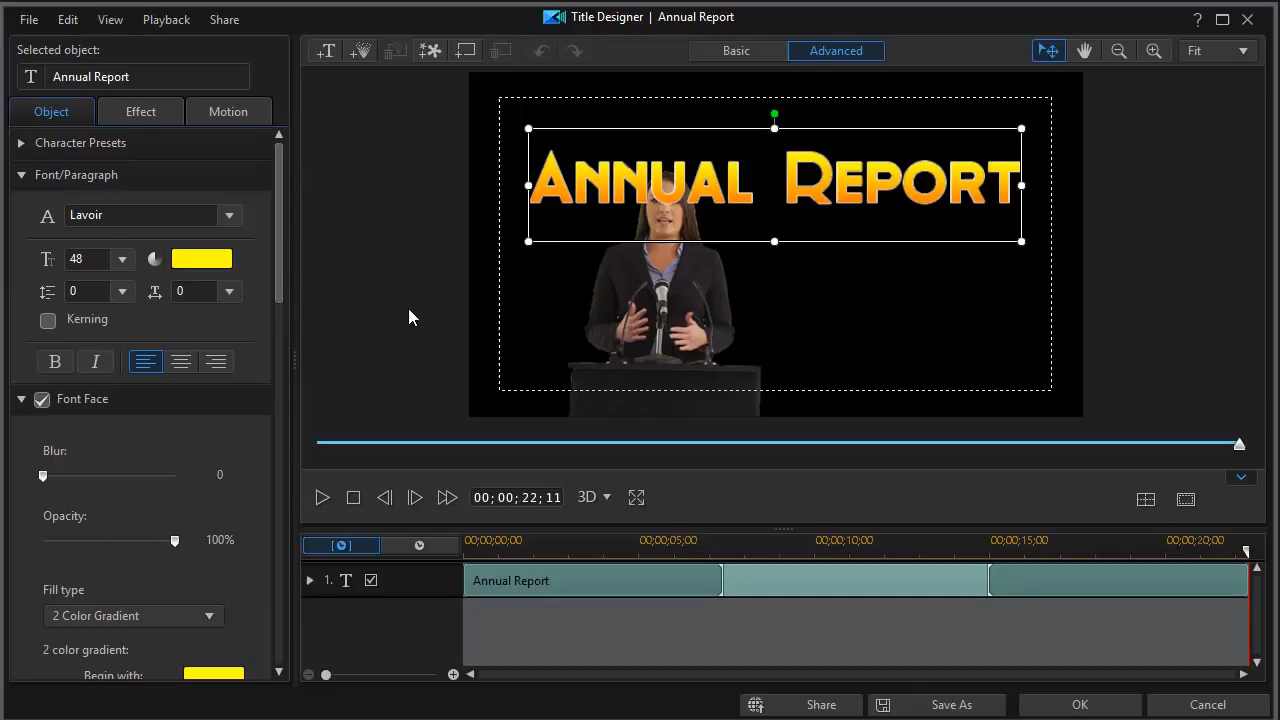 File Edit View Playback Share
Title Designer | Annual Report
?
Selected object:
T Annual Report
Object Effect Motion
Character Presets
Font/Paragraph
A Lavoir
48
0 0
Kerning
B I
Font Face
Blur:
0
Opacity:
100%
Fill type
2 Color Gradient
2 color gradient:
Begin with:
Basic Advanced
Fit
Annual Report
00; 00; 22; 11
3D
00;00;00;00 00;00;05;00 00;00;10;00 00;00;15;00 00;00;20;00
1. T Annual Report
Share Save As OK Cancel